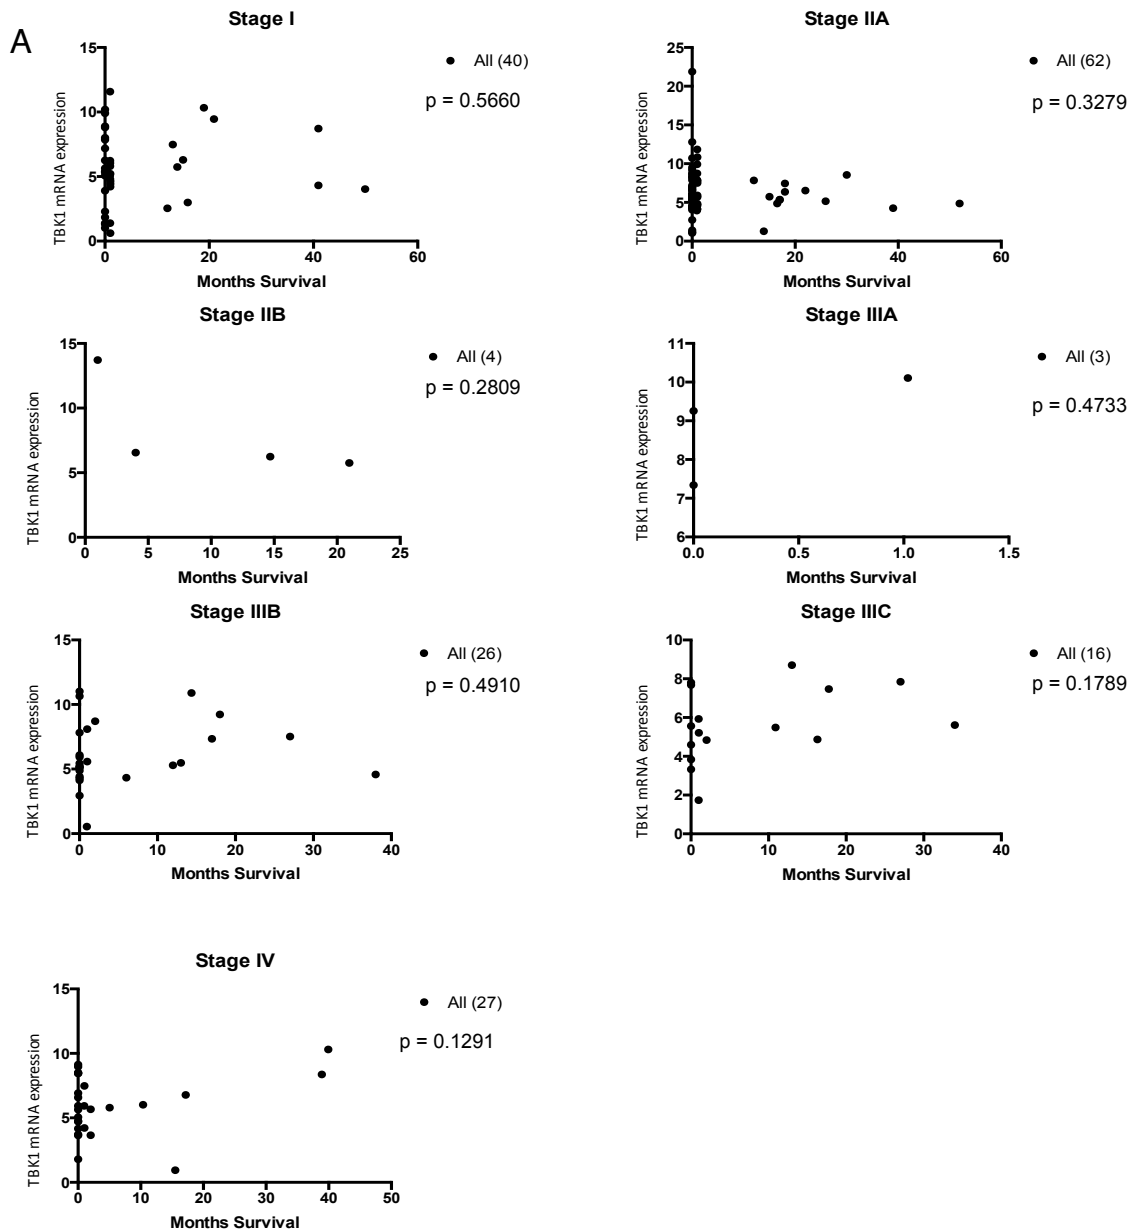 A
Stage I
TBK1 mRNA expression
15
10
5
0
0 20 40 60
Months Survival
All (40)
p = 0.5660
Stage IIA
TBK1 mRNA expression
25
20
15
10
5
0
0 20 40 60
Months Survival
All (62)
p = 0.3279
Stage IIB
TBK1 mRNA expression
15
10
5
0
0 5 10 15 20 25
Months Survival
All (4)
p = 0.2809
Stage IIIA
TBK1 mRNA expression
11
10
9
8
7
6
0.0 0.5 1.0 1.5
Months Survival
All (3)
p = 0.4733
Stage IIIB
TBK1 mRNA expression
15
10
5
0
0 10 20 30 40
Months Survival
All (26)
p = 0.4910
Stage IIIC
TBK1 mRNA expression
10
8
6
4
2
0
0 10 20 30 40
Months Survival
All (16)
p = 0.1789
Stage IV
TBK1 mRNA expression
15
10
5
0
0 10 20 30 40 50
Months Survival
All (27)
p = 0.1291